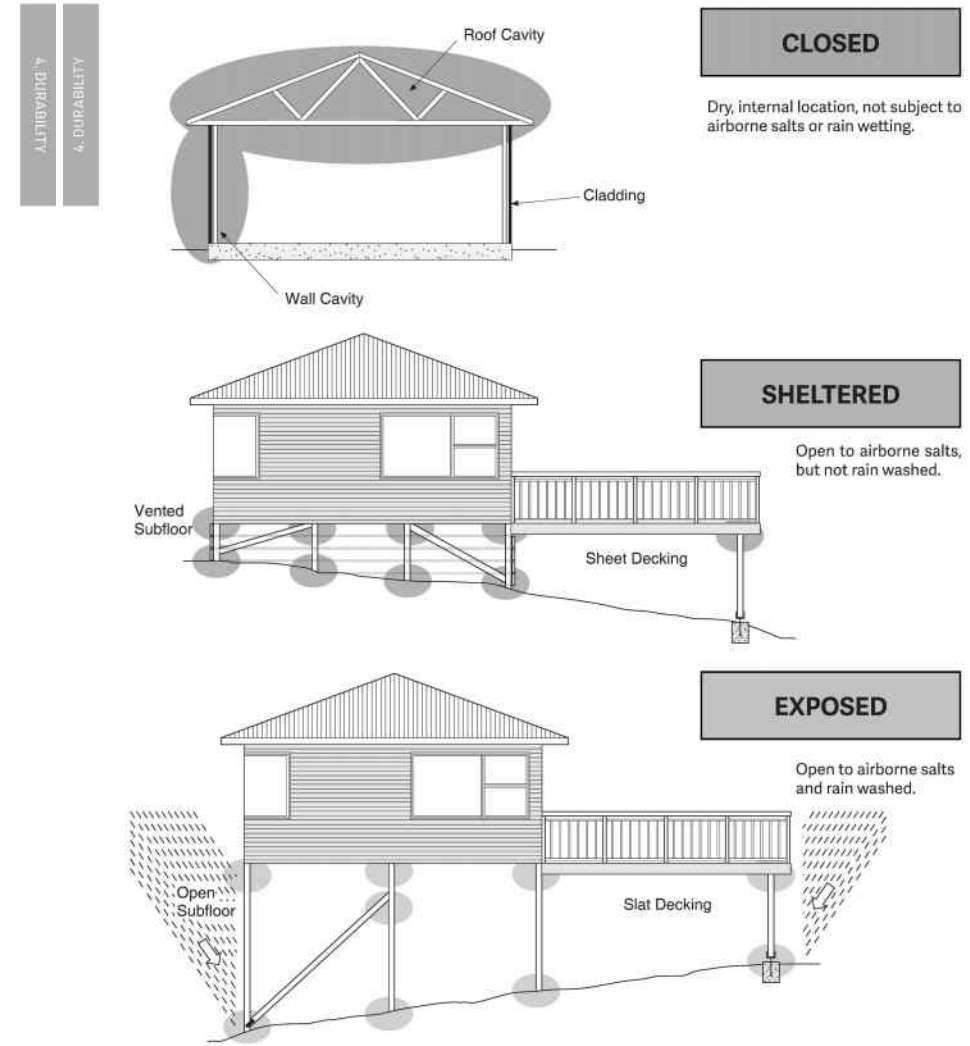 4. DURABILITY
4. DURABILITY
Roof Cavity
CLOSED
Dry, internal location, not subject to
airborne salts or rain wetting.
Cladding
Wall Cavity
SHELTERED
Open to airborne salts,
but not rain washed.
Vented
Subfloor
Sheet Decking
EXPOSED
Open to airborne salts
and rain washed.
Open
Subfloor
Slat Decking